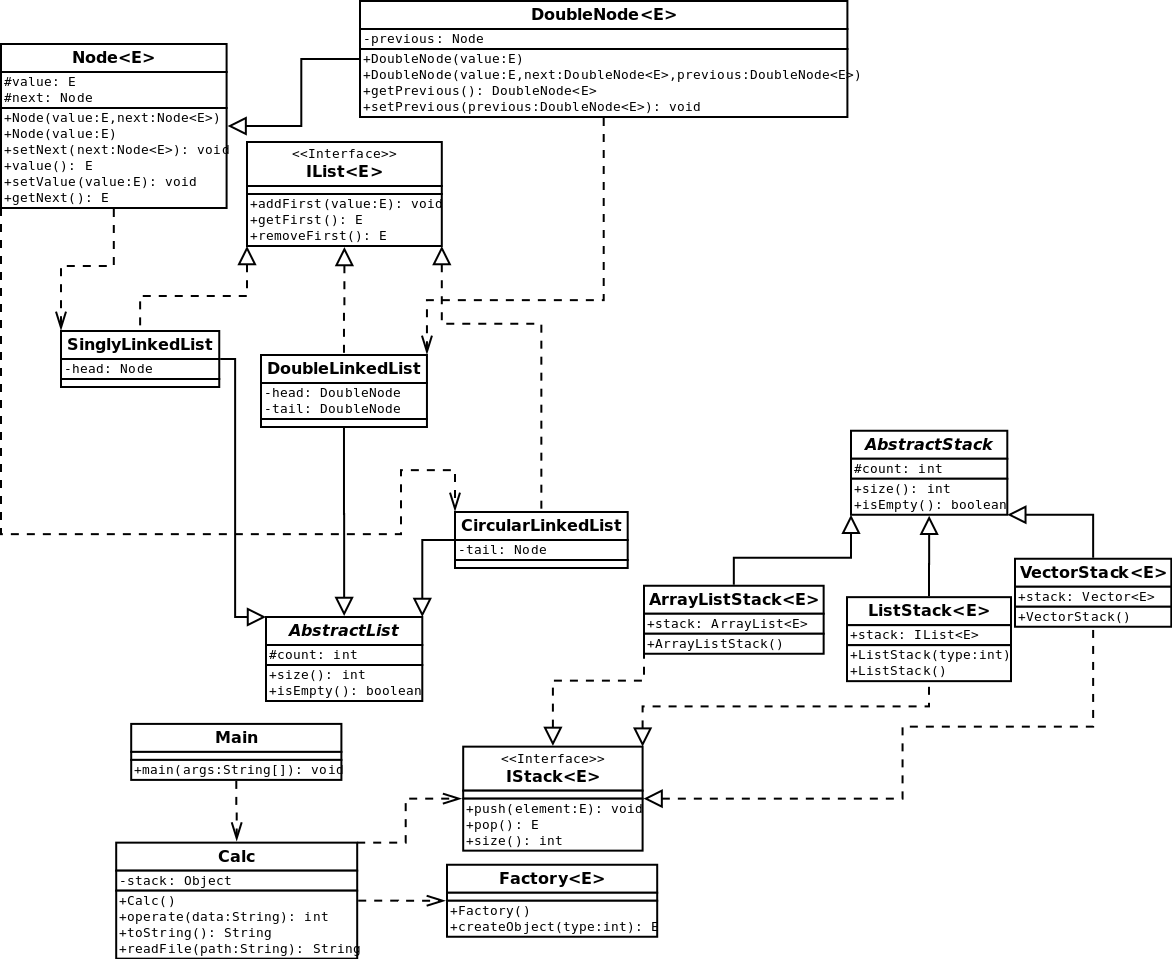 DoubleNode<E>
-previous: Node
+DoubleNode(value:E)
+DoubleNode(value:E,next:DoubleNode<E>,previous:DoubleNode<E>)
+getPrevious(): DoubleNode<E>
+setPrevious(previous:DoubleNode<E>): void
Node<E>
#value: E
#next: Node
+Node(value:E,next:Node<E>)
+Node(value:E)
+setNext(next:Node<E>): void
+value(): E
+setValue(value:E): void
+getNext(): E
<<Interface>>
IList<E>
+addFirst(value:E): void
+getFirst(): E
+removeFirst(): E
SinglyLinkedList
-head: Node
DoubleLinkedList
-head: DoubleNode
-tail: DoubleNode
AbstractStack
#count: int
+size(): int
+isEmpty(): boolean
CircularLinkedList
-tail: Node
VectorStack<E>
+stack: Vector<E>
+VectorStack()
ArrayListStack<E>
+stack: ArrayList<E>
+ArrayListStack()
ListStack<E>
+stack: IList<E>
+ListStack(type:int)
+ListStack()
AbstractList
#count: int
+size(): int
+isEmpty(): boolean
Main
+main(args:String[]): void
<<Interface>>
IStack<E>
+push(element:E): void
+pop(): E
+size(): int
Calc
-stack: Object
+Calc()
+operate(data:String): int
+toString(): String
+readFile(path:String): String
Factory<E>
+Factory()
+createObject(type:int): E